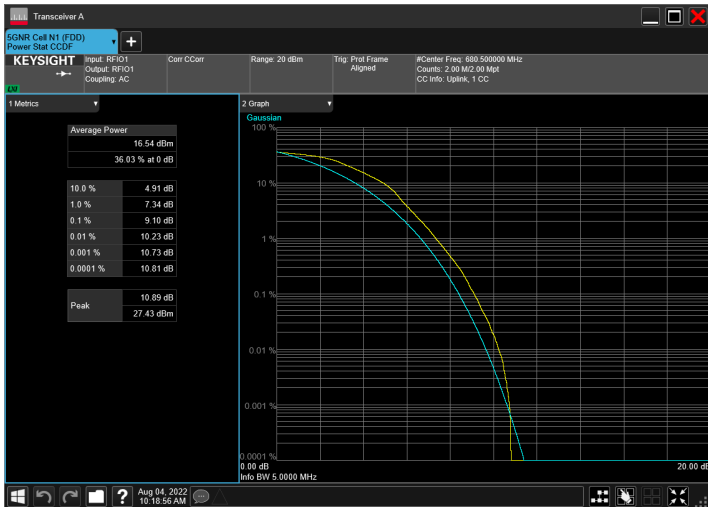 Transceiver A
5GNR Cell N1 (FDD)
Power Stat CCDF
+
KEYSIGHT
LXI
Input: RFIO1
Output: RFIO1
Coupling: AC
Corr CCorr
Range: 20 dBm
Trig: Prot Frame
Aligned
#Center Freq: 680.500000 MHz
Counts: 2.00 M/2.00 Mpt
CC Info: Uplink, 1 CC
1 Metrics
Average Power
16.54 dBm
36.03 % at 0 dB
10.0 % 4.91 dB
1.0 % 7.34 dB
0.1 % 9.10 dB
0.01 % 10.23 dB
0.001 % 10.73 dB
0.0001 % 10.81 dB
Peak 10.89 dB
27.43 dBm
2 Graph
Gaussian
100 %
10 %
1 %
0.1 %
0.01 %
0.001 %
0.0001 %
0.00 dB 20.00 dB
Info BW 5.0000 MHz
?
Aug 04, 2022
10:18:56 AM